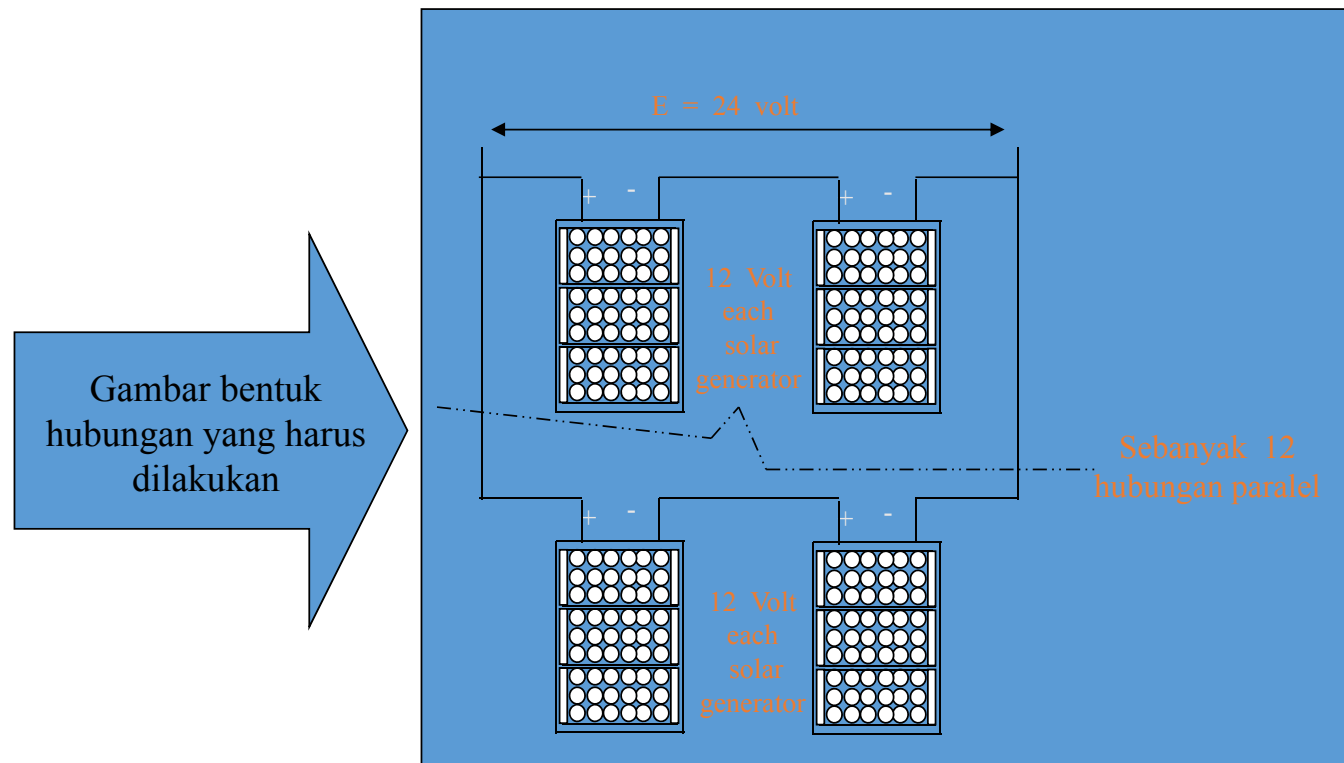 E = 24 volt
+ - + -
12 Volt
each
solar
generator
Gambar bentuk
hubungan yang harus
dilakukan
Sebanyak 12
hubungan paralel
+ - + -
12 Volt
each
solar
generator